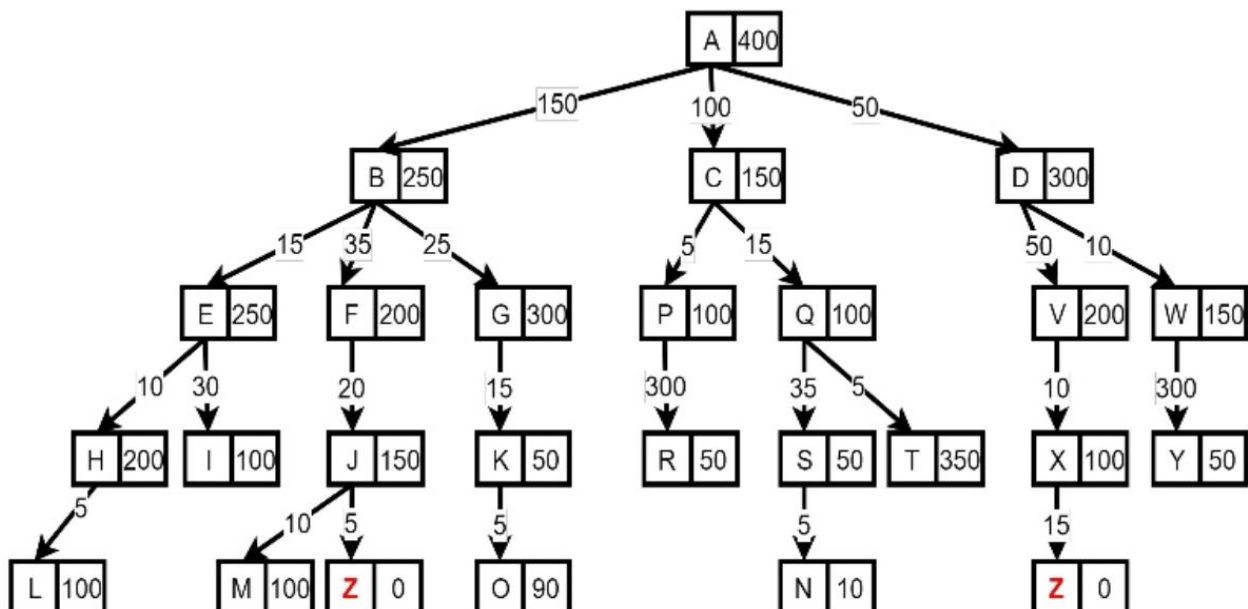 A 400
150 100 50
B 250 C 150 D 300
15 35 25 5 15 50 10
E 250 F 200 G 300 P 100 Q 100 V 200 W 150
10 30 20 15 300 35 5 10 300
H 200 I 100 J 150 K 50 R 50 S 50 T 350 X 100 Y 50
5 10 5 5 5 15
L 100 M 100 Z 0 O 90 N 10 Z 0